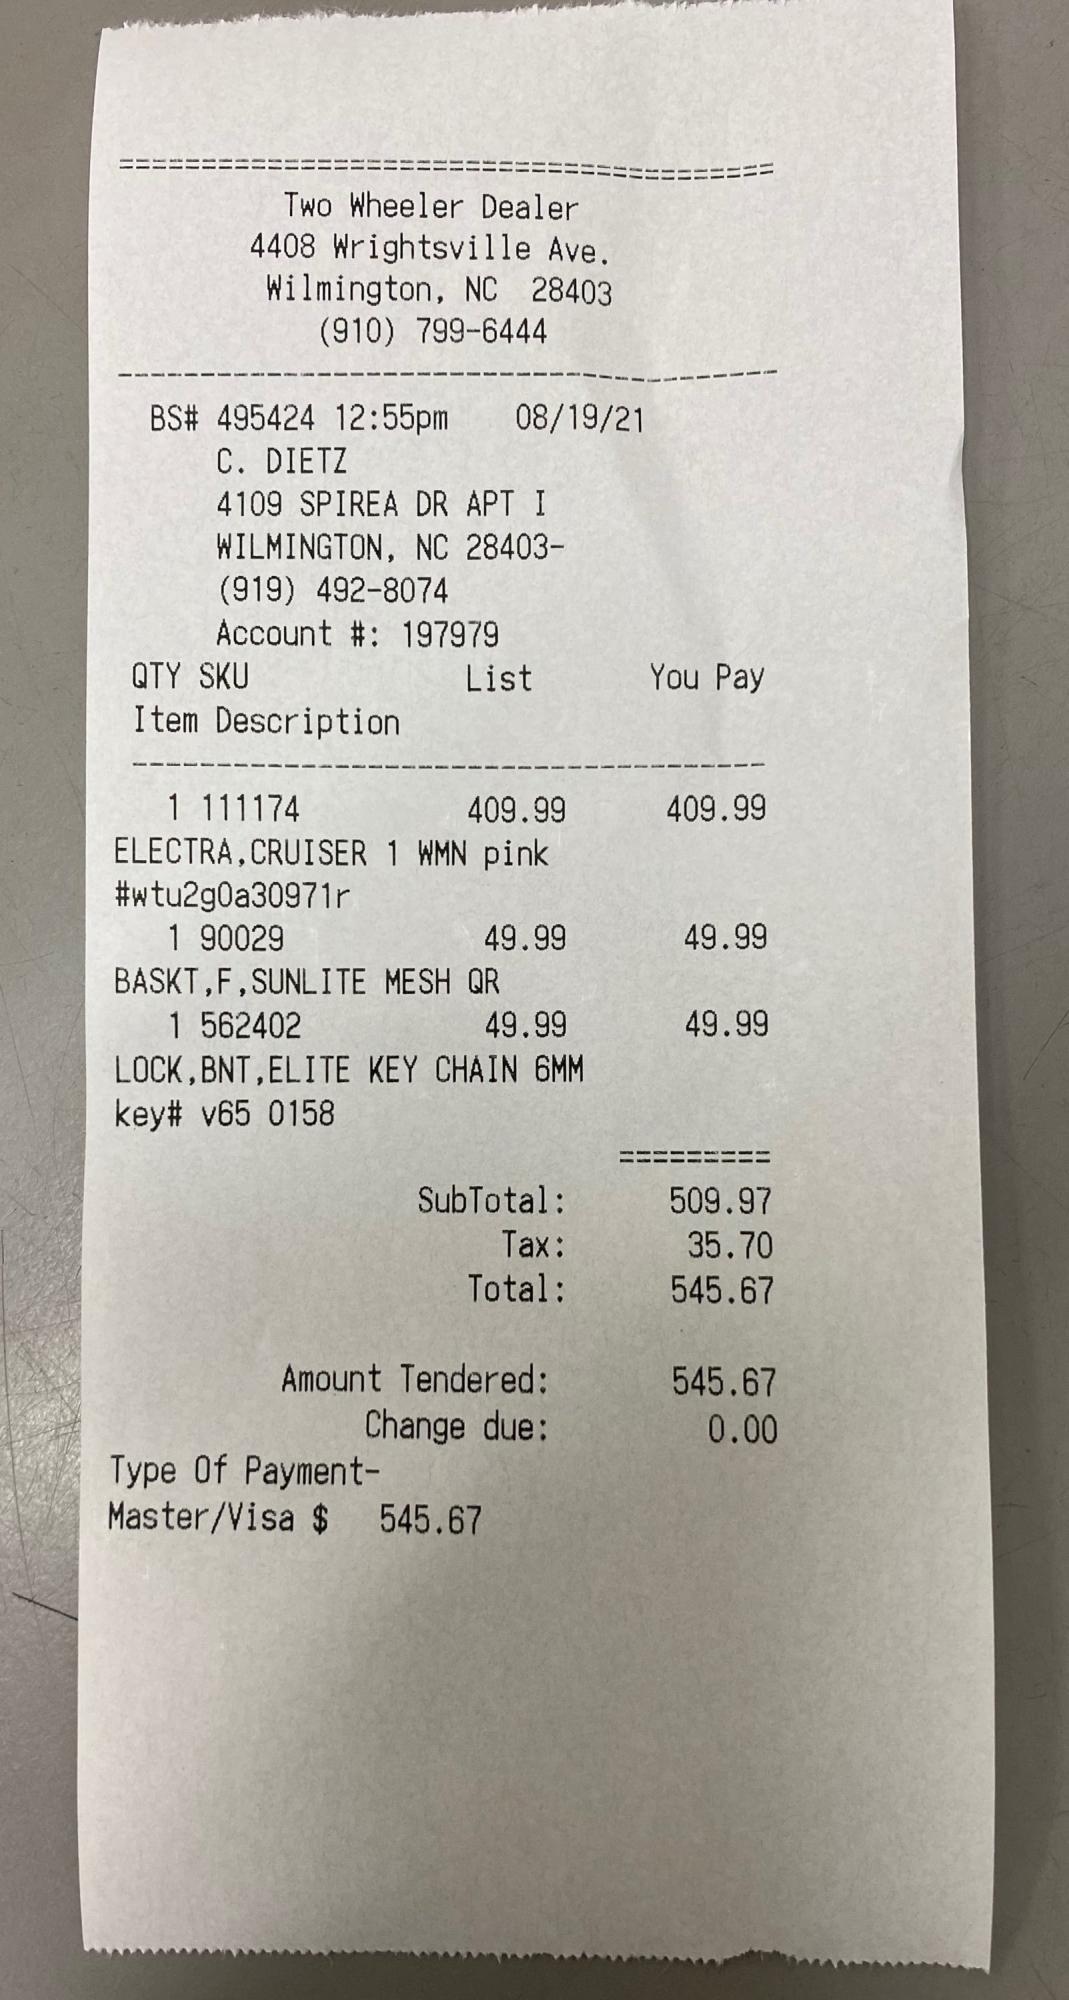 ========================================
Two Wheeler Dealer
4408 Wrightsville Ave.
Wilmington, NC 28403
(910) 799-6444
----------------------------------------
BS# 495424 12:55pm 08/19/21
C. DIETZ
4109 SPIREA DR APT I
WILMINGTON, NC 28403-
(919) 492-8074
Account #: 197979
QTY SKU List You Pay
Item Description
--------------------------------------
1 111174 409.99 409.99
ELECTRA,CRUISER 1 WMN pink
#wtu2g0a30971r
1 90029 49.99 49.99
BASKT,F,SUNLITE MESH QR
1 562402 49.99 49.99
LOCK,BNT,ELITE KEY CHAIN 6MM
key# v65 0158
=========
SubTotal: 509.97
Tax: 35.70
Total: 545.67
Amount Tendered: 545.67
Change due: 0.00
Type Of Payment-
Master/Visa $ 545.67